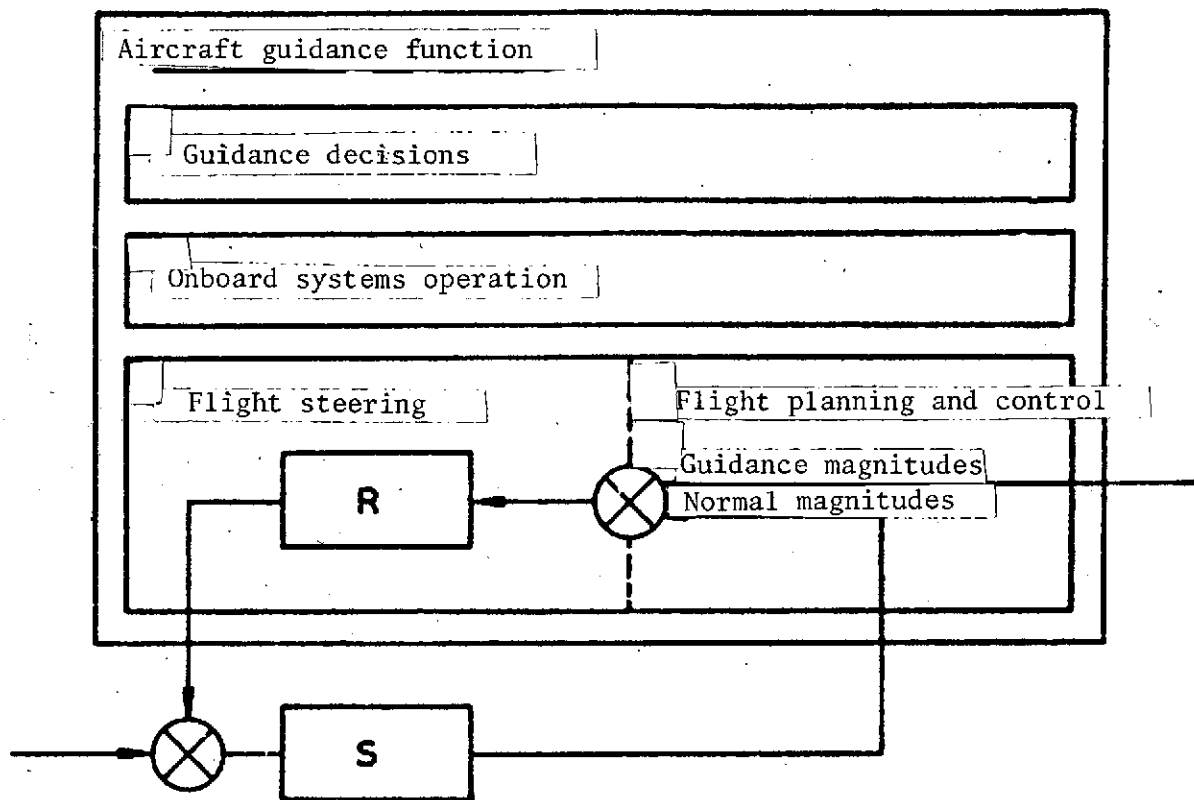 Aircraft guidance function
Guidance decisions
Onboard systems operation
Flight steering
Flight planning and control
Guidance magnitudes
R
Normal magnitudes
S